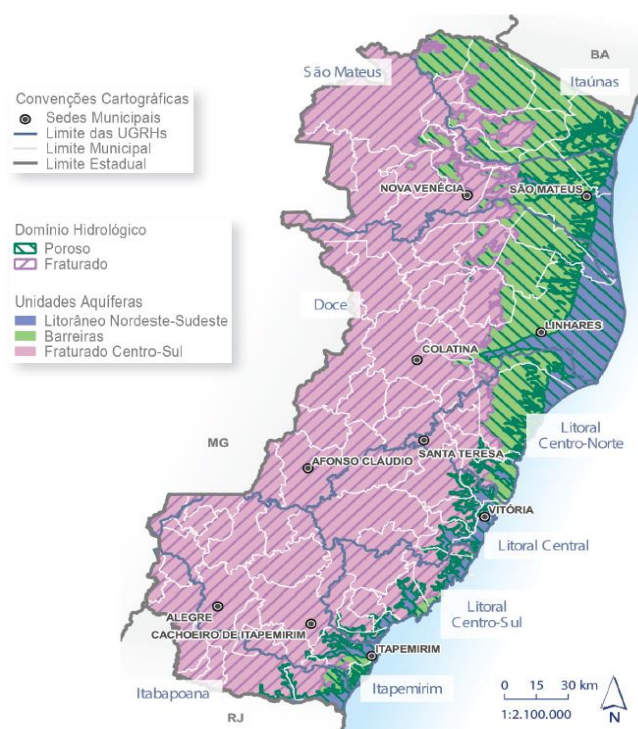 Convenções Cartográficas
Sedes Municipais
Limite das UGRHs
Limite Municipal
Limite Estadual
Domínio Hidrológico
Poroso
Fraturado
Unidades Aquíferas
Litorâneo Nordeste-Sudeste
Barreiras
Fraturado Centro-Sul
BA
São Mateus
Itaúnas
NOVA VENÉCIA
SÃO MATEUS
Doce
LINHARES
COLATINA
MG
Litoral
Centro-Norte
SANTA TERESA
AFONSO CLÁUDIO
VITÓRIA
Litoral Central
ALEGRE
Litoral
Centro-Sul
CACHOEIRO DE ITAPEMIRIM
ITAPEMIRIM
Itabapoana
Itapemirim
RJ
0 15 30 km
1:2.100.000
N